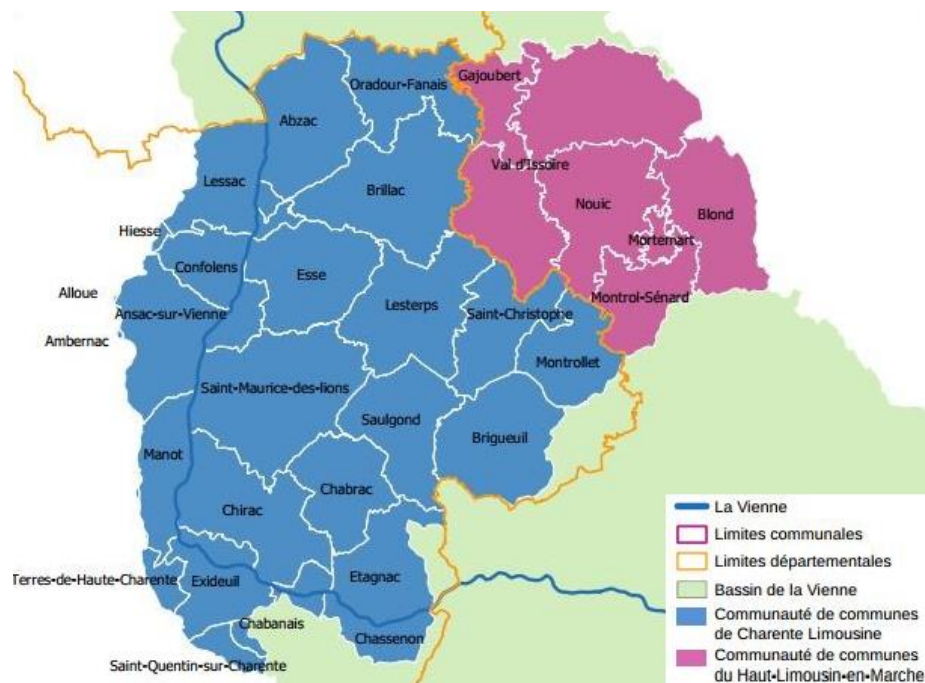 Gajoubert
Oradour-Fanais
Abzac
Val d'Issoire
Lessac
Brillac
Nouic
Blond
Hiesse
Mortemart
Confolens
Esse
Alloue
Montrol-Sénard
Lesterps
Saint-Christophe
Ansac-sur-Vienne
Ambernac
Montrollet
Saint-Maurice-des-lions
Saulgond
Brigueuil
Manot
Chabrac
Chirac
La Vienne
Limites communales
Limites départementales
Terres-de-Haute-Charente
Exideuil
Etagnac
Bassin de la Vienne
Communauté de communes
de Charente Limousine
Chabanais
Chassenon
Communauté de communes
du Haut-Limousin-en-Marche
Saint-Quentin-sur-Charente